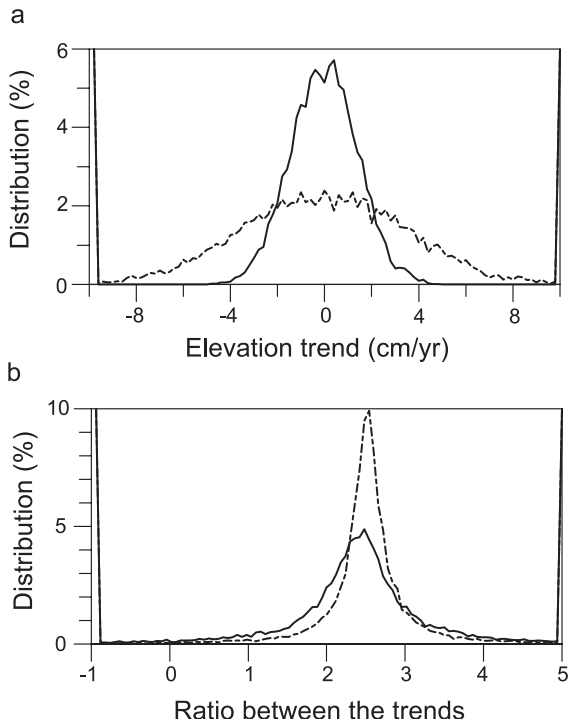 a
Distribution (%)
6
4
2
0
-8 -4 0 4 8
Elevation trend (cm/yr)
b
Distribution (%)
10
5
0
-1 0 1 2 3 4 5
Ratio between the trends